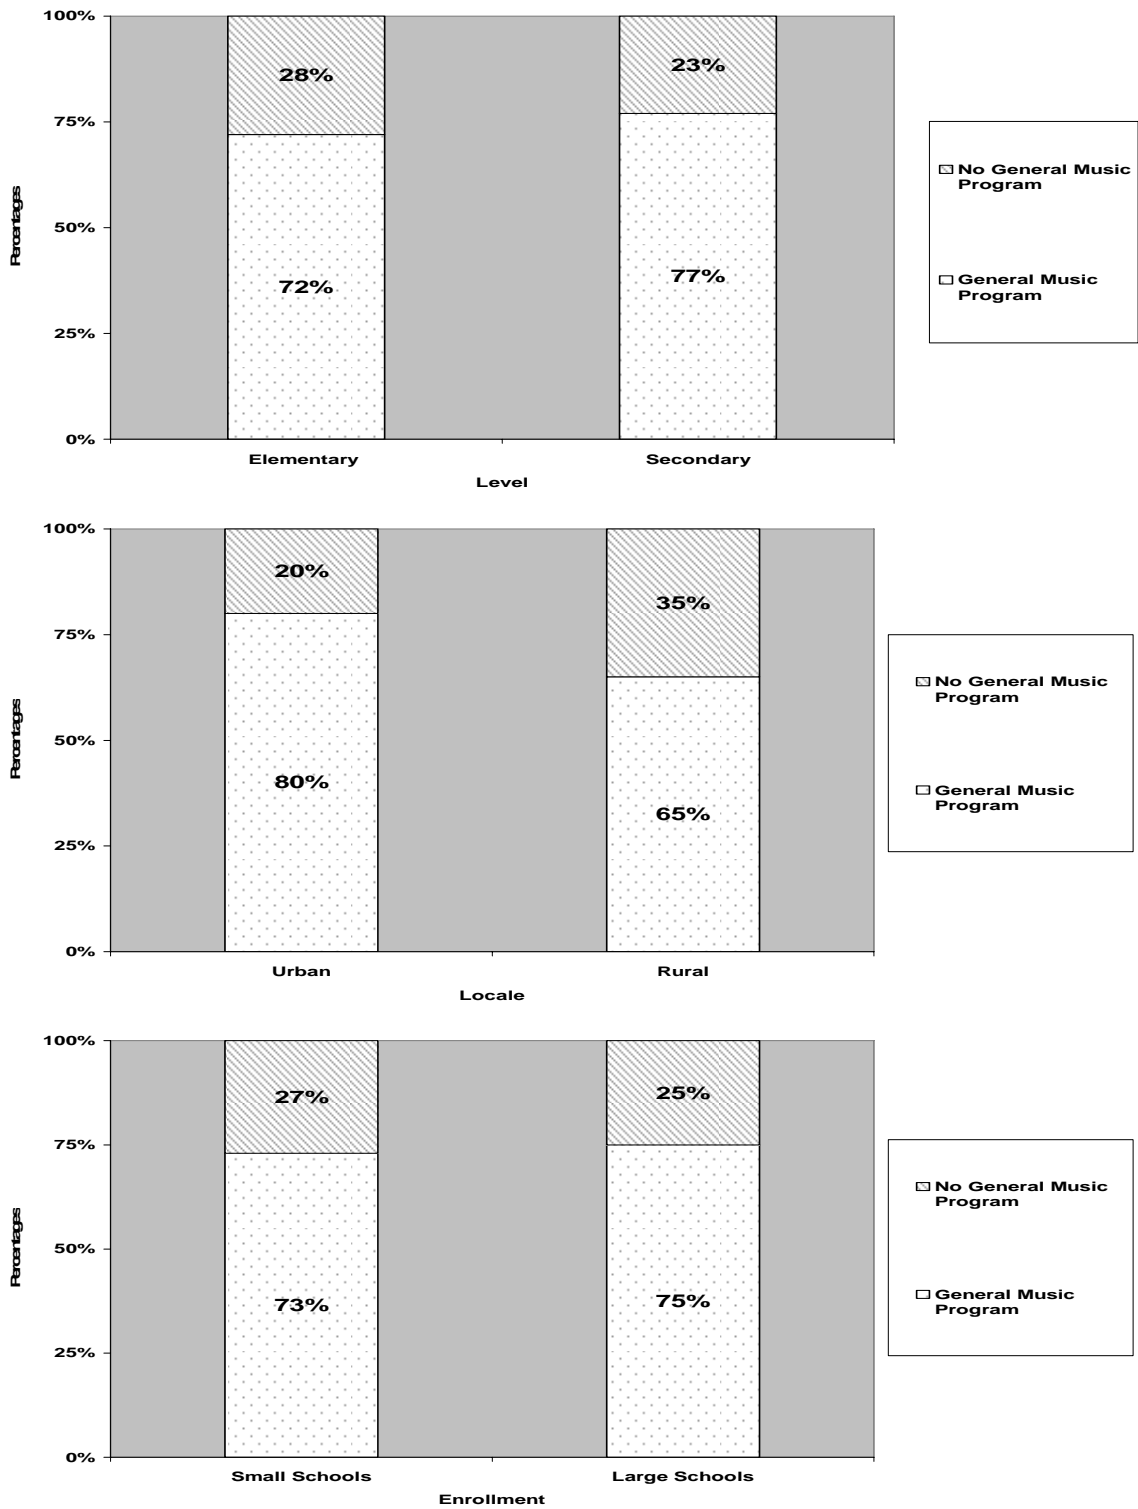 100%
28%
23%
75%
No General Music
Program
Percentages
50%
72%
77%
General Music
Program
25%
0%
Elementary
Secondary
Level
100%
20%
35%
75%
No General Music
Program
Percentages
50%
80%
65%
General Music
Program
25%
0%
Urban
Rural
Locale
100%
27%
25%
75%
No General Music
Program
Percentages
50%
73%
75%
General Music
Program
25%
0%
Small Schools
Large Schools
Enrollment